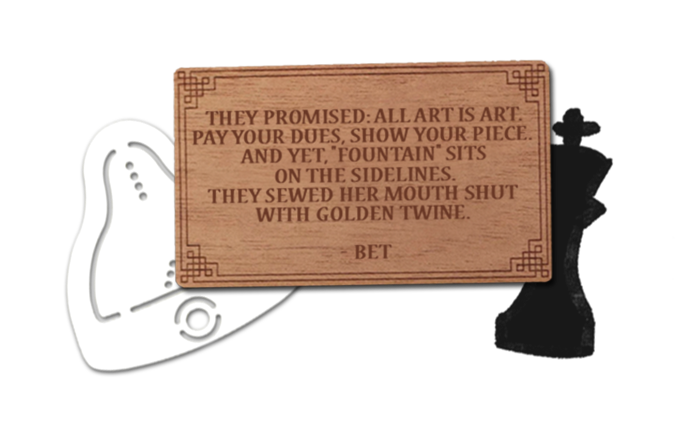 THEY PROMISED: ALL ART IS ART.
PAY YOUR DUES, SHOW YOUR PIECE.
AND YET, "FOUNTAIN" SITS
ON THE SIDELINES.
THEY SEWED HER MOUTH SHUT
WITH GOLDEN TWINE.
- BET